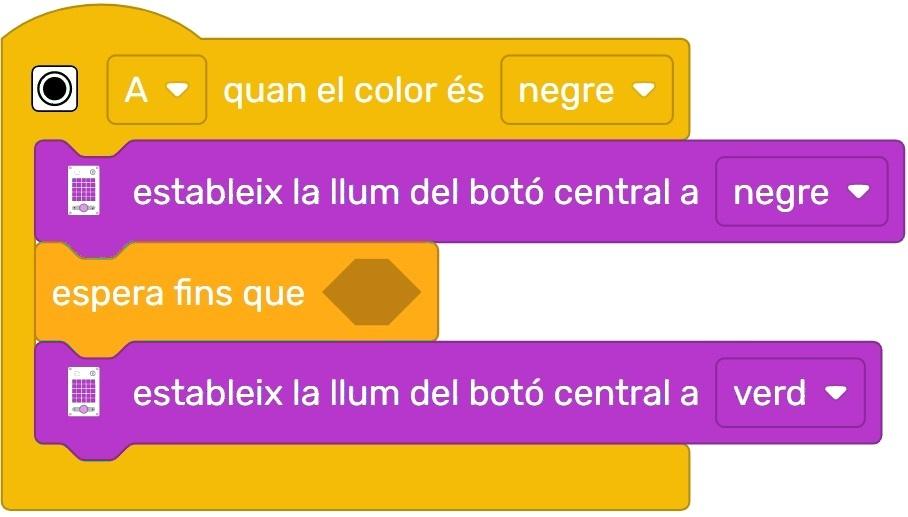 A quan el color és negre
estableix la llum del botó central a negre
espera fins que
estableix la llum del botó central a verd